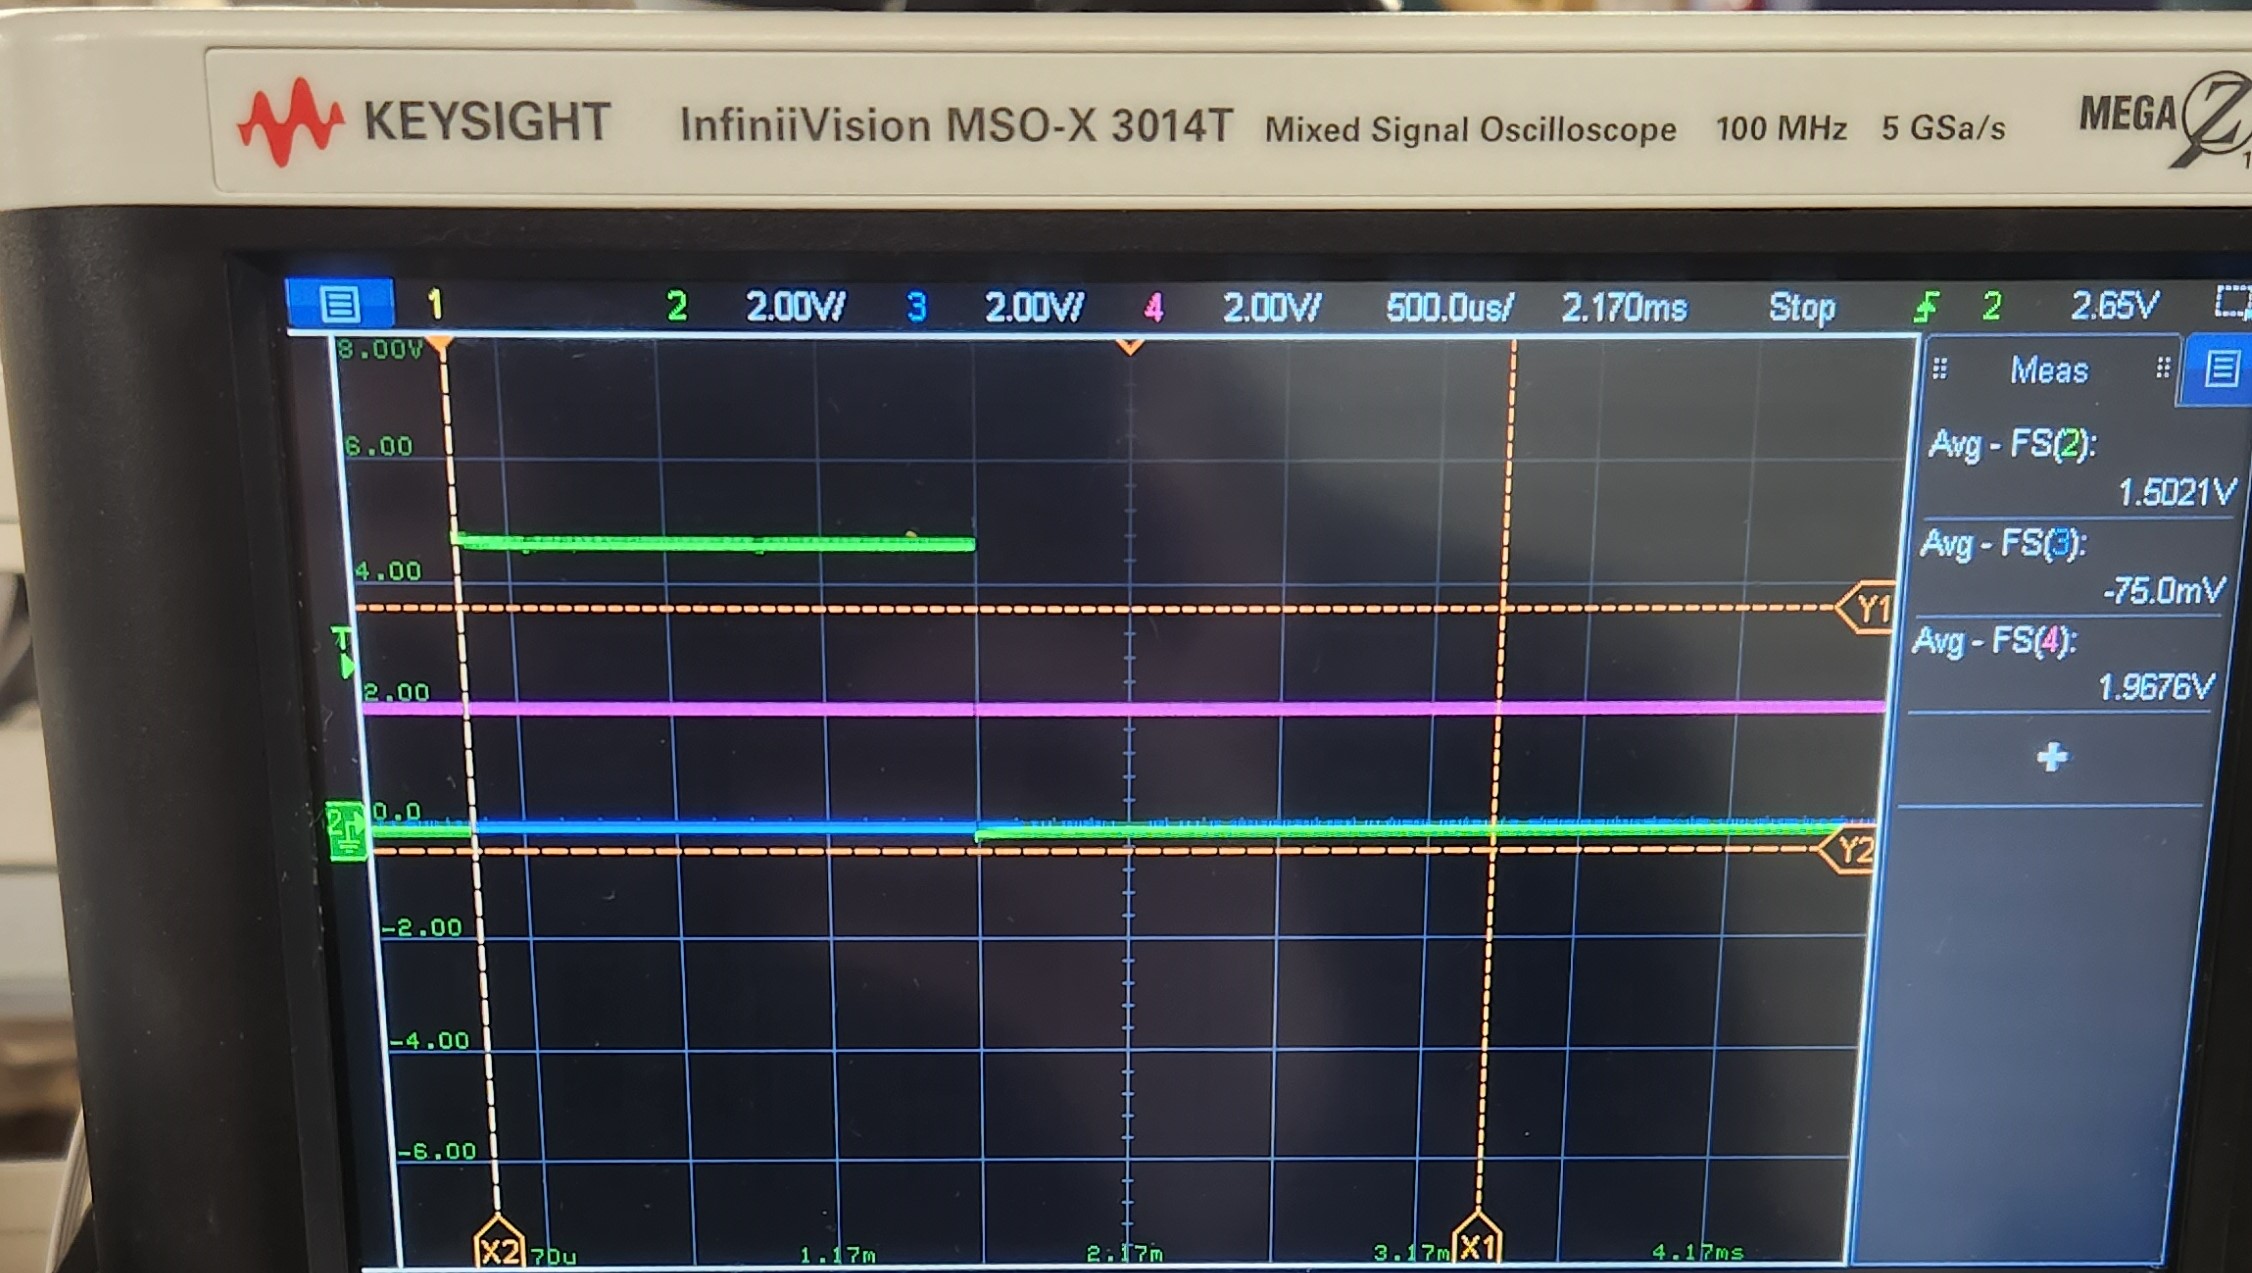 KEYSIGHT InfiniiVision MSO-X 3014T Mixed Signal Oscilloscope 100 MHz 5 GSa/s MEGA Z
1 2 2.00V/ 3 2.00V/ 4 2.00V/ 500.0us/ 2.170ms Stop 2 2.65V
8.00V
Meas
6.00
Avg - FS(2):
1.5021V
4.00
Avg - FS(3):
-75.0mV
Y1
T
Avg - FS(4):
1.9676V
2.00
+
0.0
2
Y2
-2.00
-4.00
-6.00
X2 70u 1.17m 2.17m 3.17m X1 4.17ms